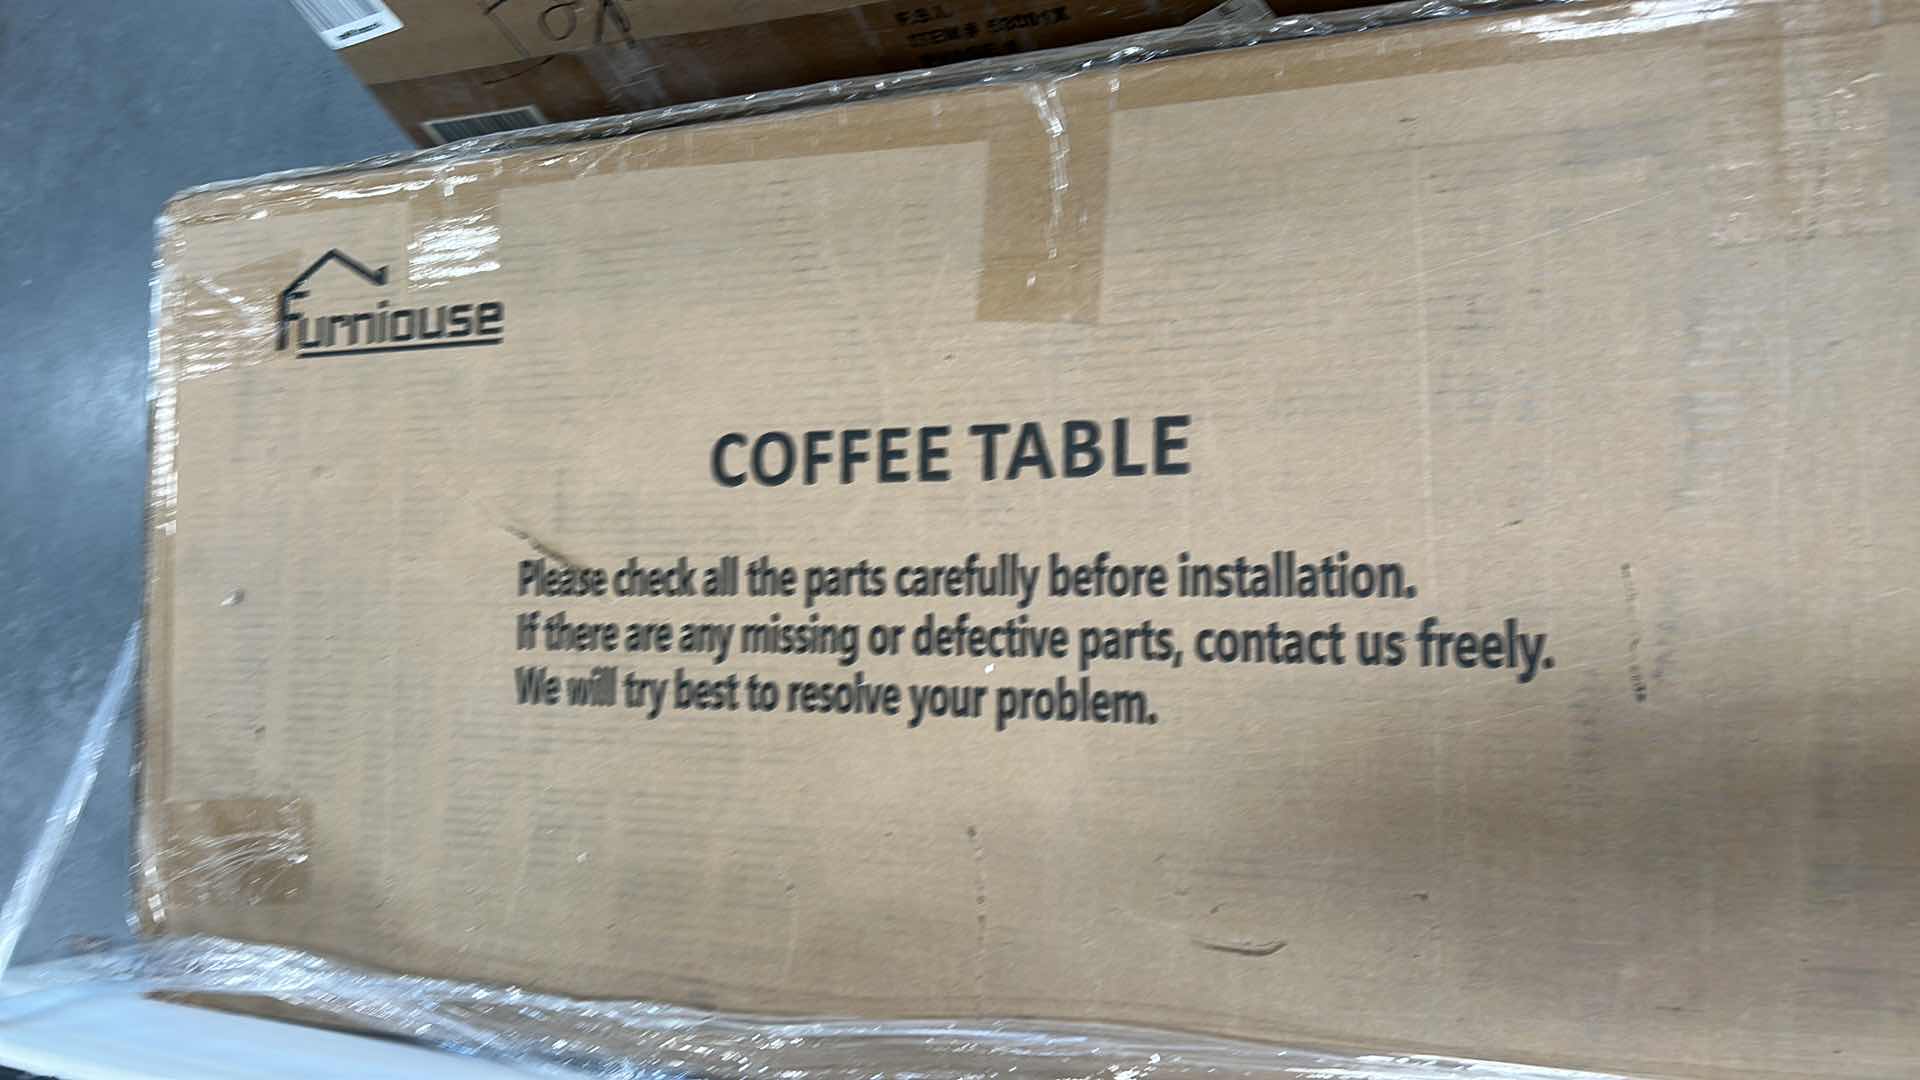 F.S.L
ITEM #
Furniouse
COFFEE TABLE
Please check all the parts carefully before installation.
If there are any missing or defective parts, contact us freely.
We will try best to resolve your problem.